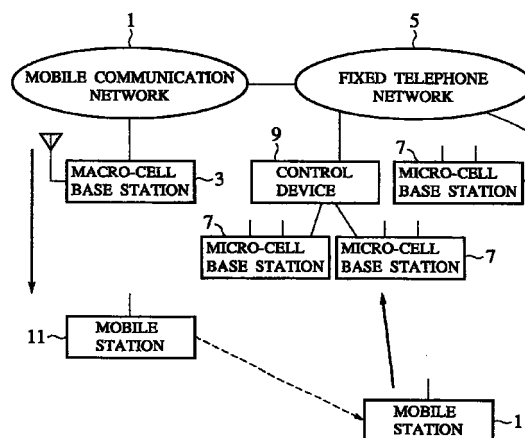 1
5
MOBILE COMMUNICATION
NETWORK
FIXED TELEPHONE
NETWORK
9
7
MACRO-CELL
BASE STATION
3
CONTROL
DEVICE
MICRO-CELL
BASE STATION
7
MICRO-CELL
BASE STATION
MICRO-CELL
BASE STATION
7
11
MOBILE
STATION
MOBILE
STATION
1